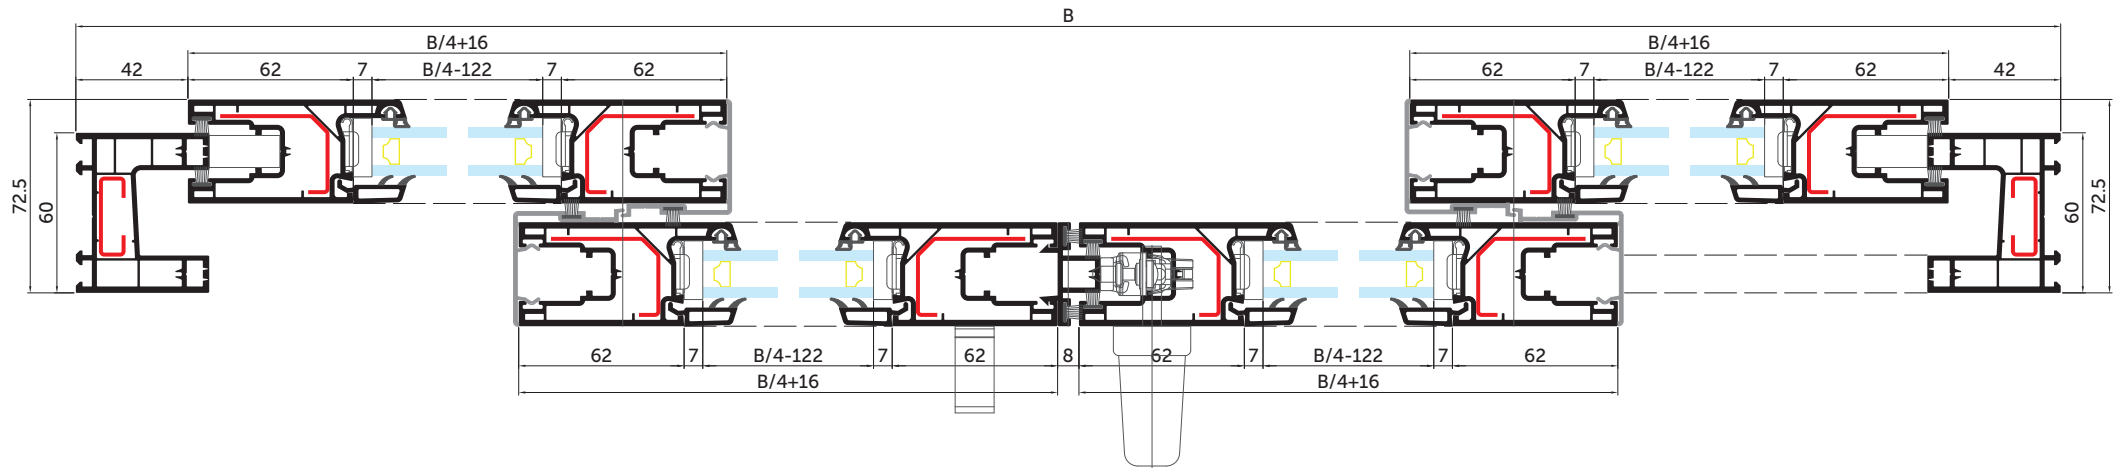 B
B/4+16 B/4+16
42 62 7 B/4-122 7 62 62 7 B/4-122 7 62 42
72.5 60 60 72.5
62 7 B/4-122 7 62 8 62 7 B/4-122 7 62
B/4+16 B/4+16